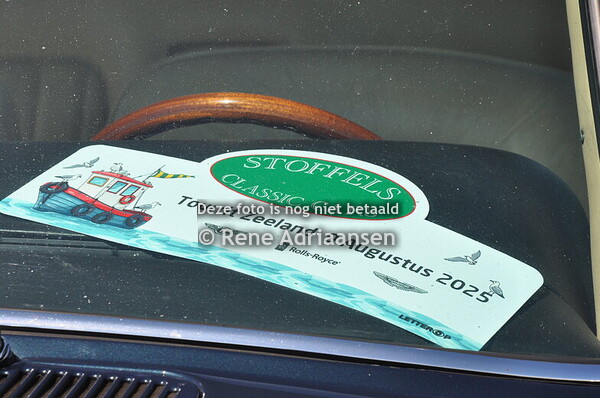 STOFFELS
CLASSIC
Deze foto is nog niet betaald
Zeeland Augustus 2025
© Rene Adriaansen
Rolls-Royce
LETTEROP